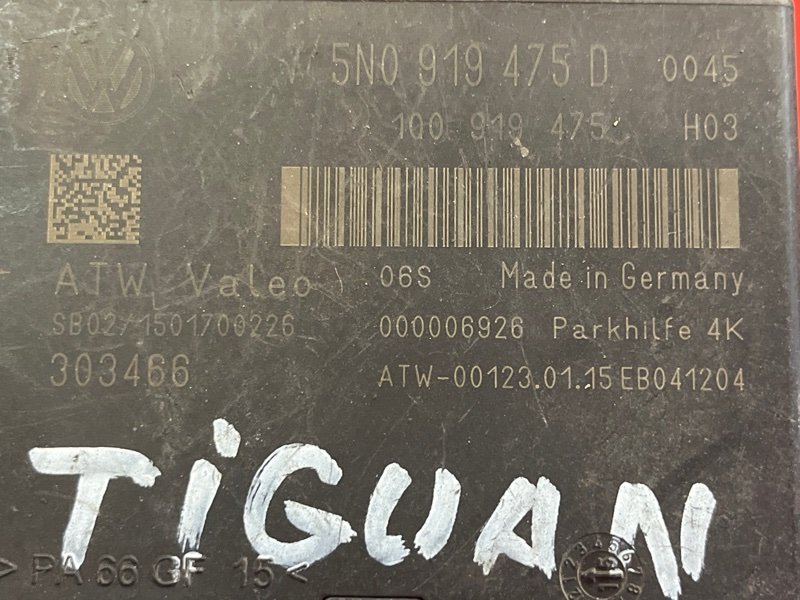 5N0 919 475 D 0045
1Q0 919 475 H03
ATW Valeo 06S Made in Germany
SB02/1501700226 000006926 Parkhilfe 4K
303466 ATW-00123.01.15 EB041204
TiGUAN
> PA 66 GF 15 <